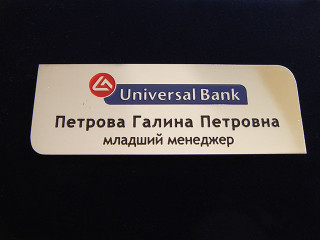 Universal Bank
Петрова Галина Петровна
младший менеджер